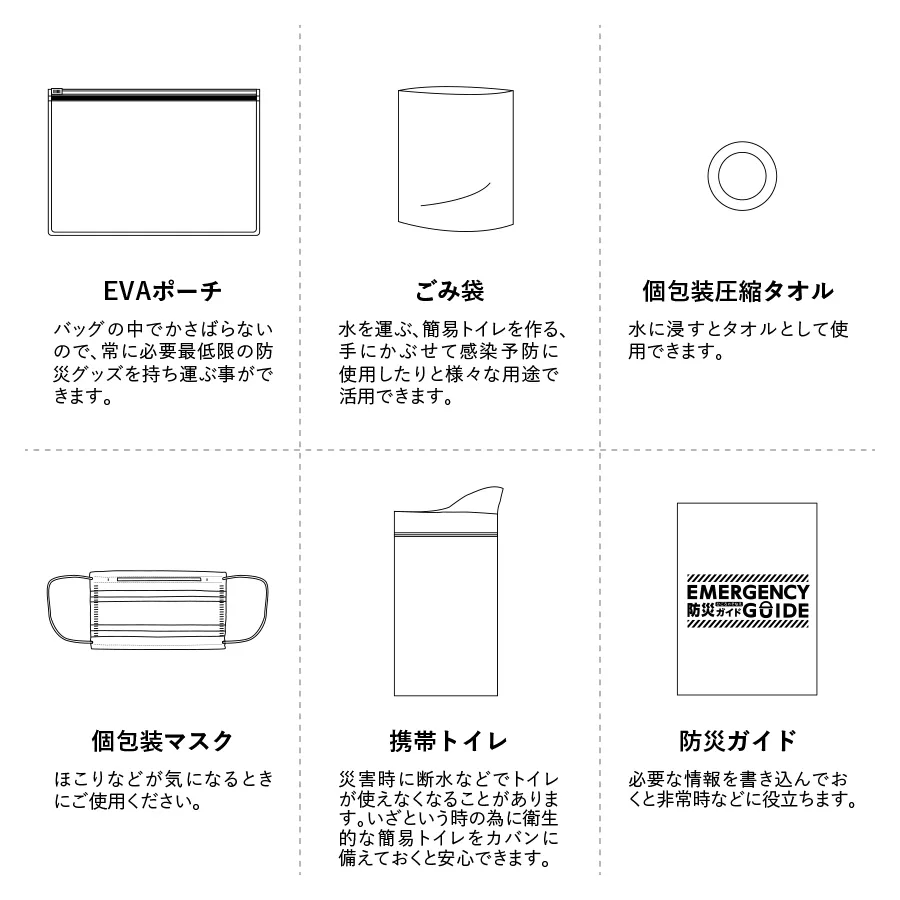 EVAポーチ
バッグの中でかさばらない
ので、常に必要最低限の防
災グッズを持ち運ぶ事がで
きます。
ごみ袋
水を運ぶ、簡易トイレを作る、
手にかぶせて感染予防に
使用したりと様々な用途で
活用できます。
個包装圧縮タオル
水に浸すとタオルとして使
用できます。
個包装マスク
ほこりなどが気になるとき
にご使用ください。
携帯トイレ
災害時に断水などでトイレ
が使えなくなることがありま
す。いざという時の為に衛生
的な簡易トイレをカバンに
備えておくと安心できます。
EMERGENCY
防災ガイドGUIDE
防災ガイド
必要な情報を書き込んでお
くと非常時などに役立ちます。